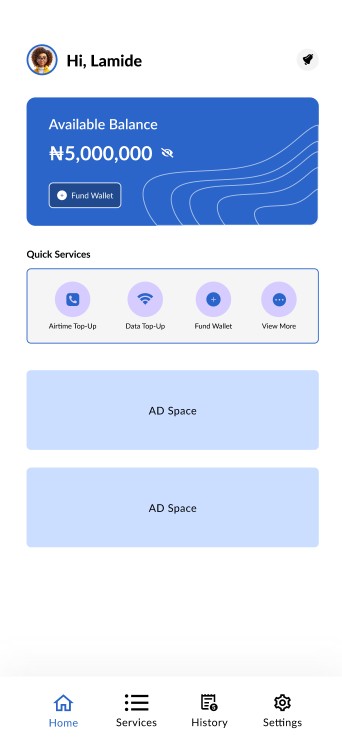 Hi, Lamide
Available Balance
₦5,000,000
Fund Wallet
Quick Services
Airtime Top-Up
Data Top-Up
Fund Wallet
View More
AD Space
AD Space
Home
Services
History
Settings